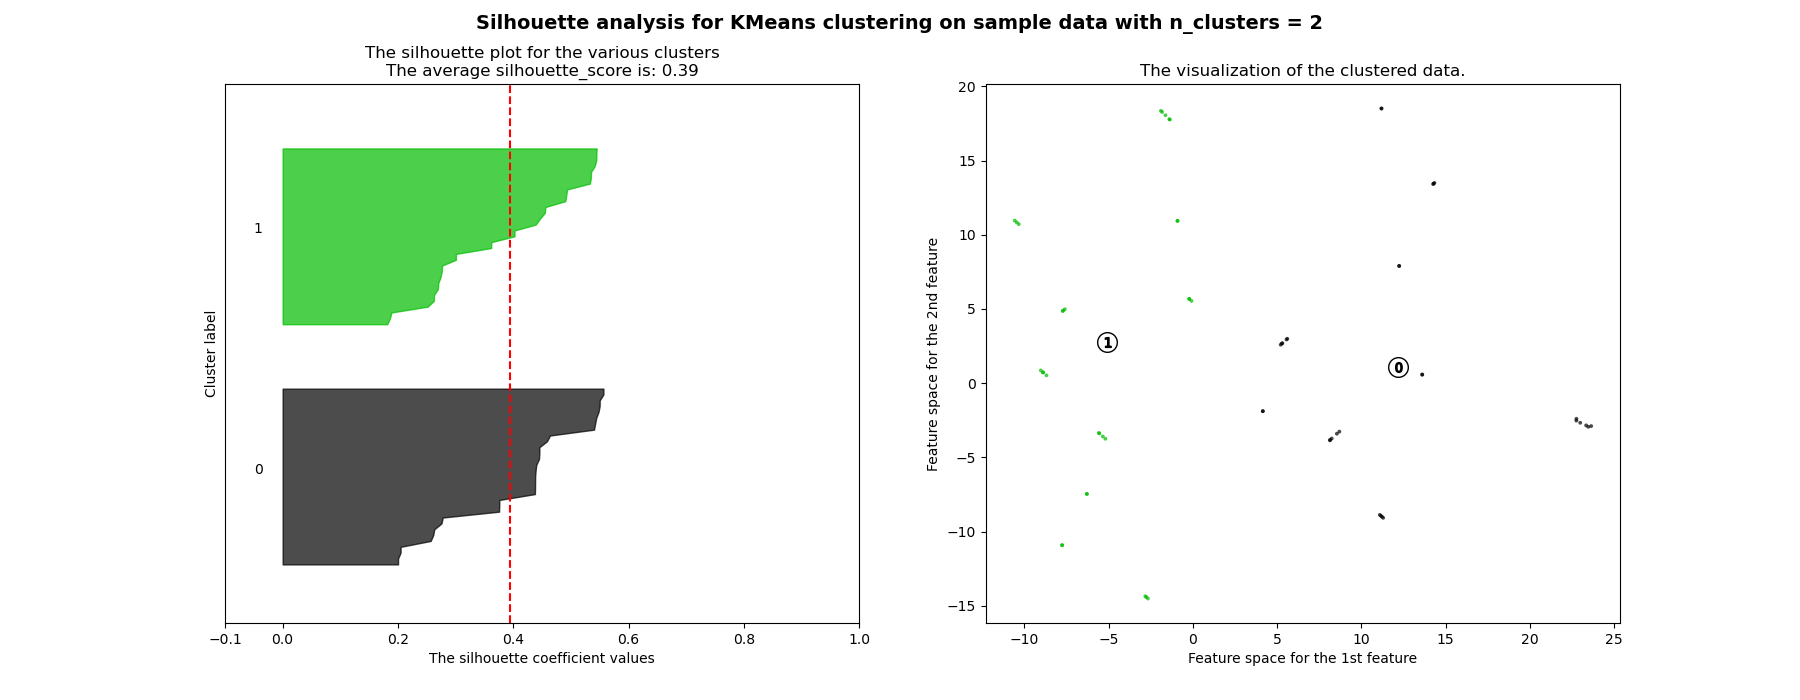 Silhouette analysis for KMeans clustering on sample data with n_clusters = 2
The silhouette plot for the various clusters
The average silhouette_score is: 0.39
1
0
Cluster label
−0.1 0.0 0.2 0.4 0.6 0.8 1.0
The silhouette coefficient values
The visualization of the clustered data.
20
15
10
5
0
−5
−10
−15
Feature space for the 2nd feature
1
0
−10 −5 0 5 10 15 20 25
Feature space for the 1st feature